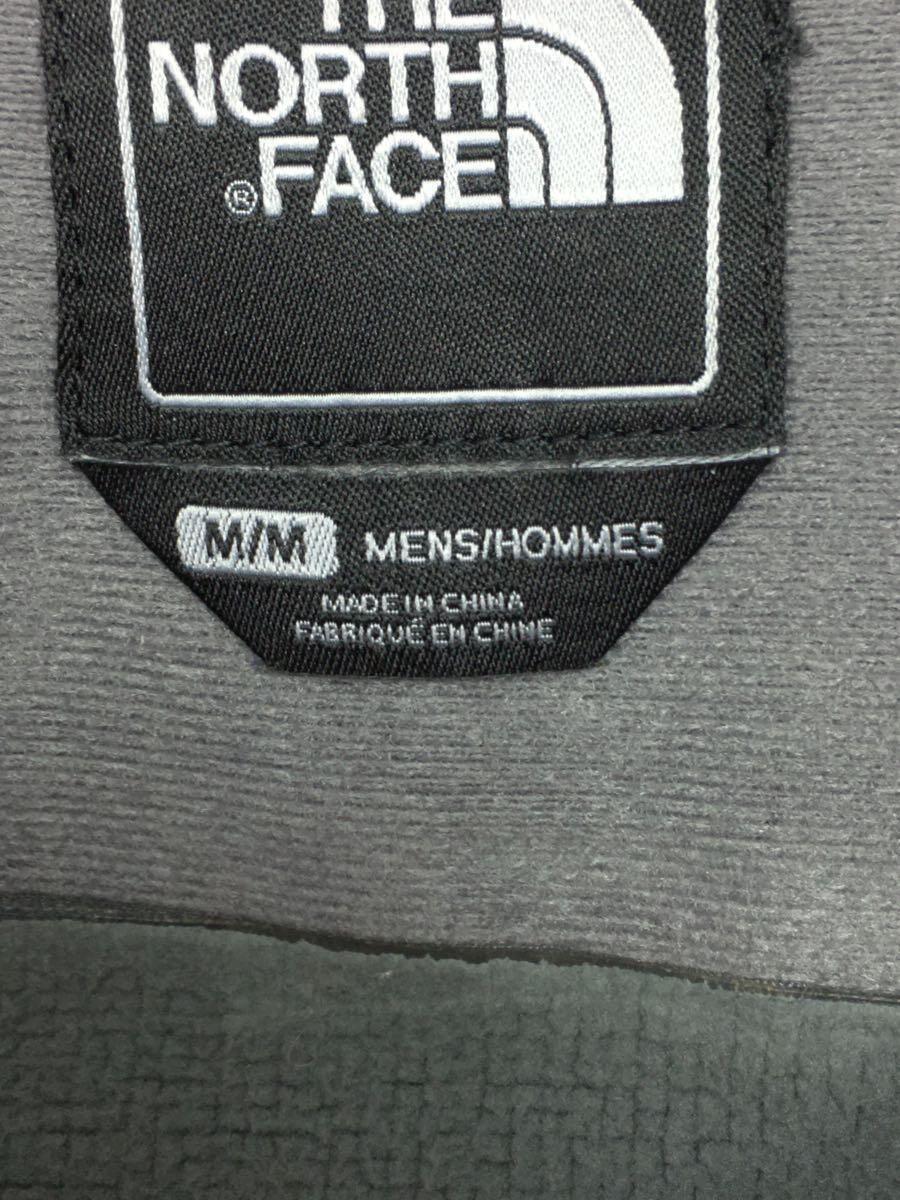 THE
NORTH
® FACE
M/M MENS/HOMMES
MADE IN CHINA
FABRIQUÉ EN CHINE